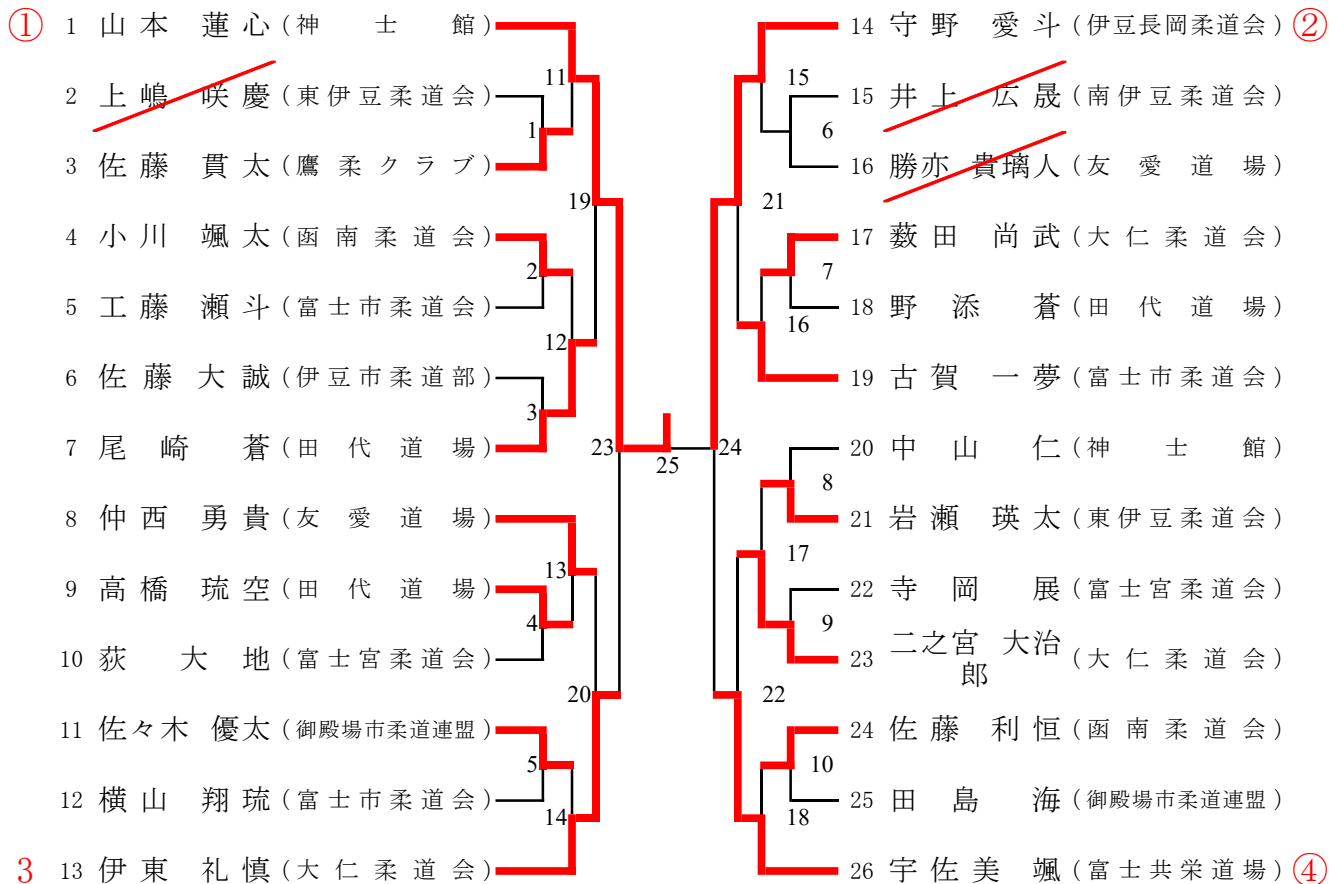 ① 1 山本 蓮心 (神士館)
2 上嶋 咲慶 (東伊豆柔道会)
3 佐藤 貫太 (鷹柔クラブ)
4 小川 颯太 (函南柔道会)
5 工藤 瀬斗 (富士市柔道会)
6 佐藤 大誠 (伊豆市柔道部)
7 尾崎 蒼 (田代道場)
8 仲西 勇貴 (友愛道場)
9 高橋 琉空 (田代道場)
10 荻 大地 (富士宮柔道会)
11 佐々木 優太 (御殿場市柔道連盟)
12 横山 翔琉 (富士市柔道会)
3 13 伊東 礼慎 (大仁柔道会)
11
1
19
2
12
3
23
13
4
20
5
14
25
24
15
6
21
7
16
8
17
9
22
10
18
14 守野 愛斗 (伊豆長岡柔道会) ②
15 井上 広晟 (南伊豆柔道会)
16 勝亦 貴璃人 (友愛道場)
17 薮田 尚武 (大仁柔道会)
18 野添 蒼 (田代道場)
19 古賀 一夢 (富士市柔道会)
20 中山 仁 (神士館)
21 岩瀬 瑛太 (東伊豆柔道会)
22 寺岡 展 (富士宮柔道会)
23 二之宮 大治
郎 (大仁柔道会)
24 佐藤 利恒 (函南柔道会)
25 田島 海 (御殿場市柔道連盟)
26 宇佐美 颯 (富士共栄道場) ④